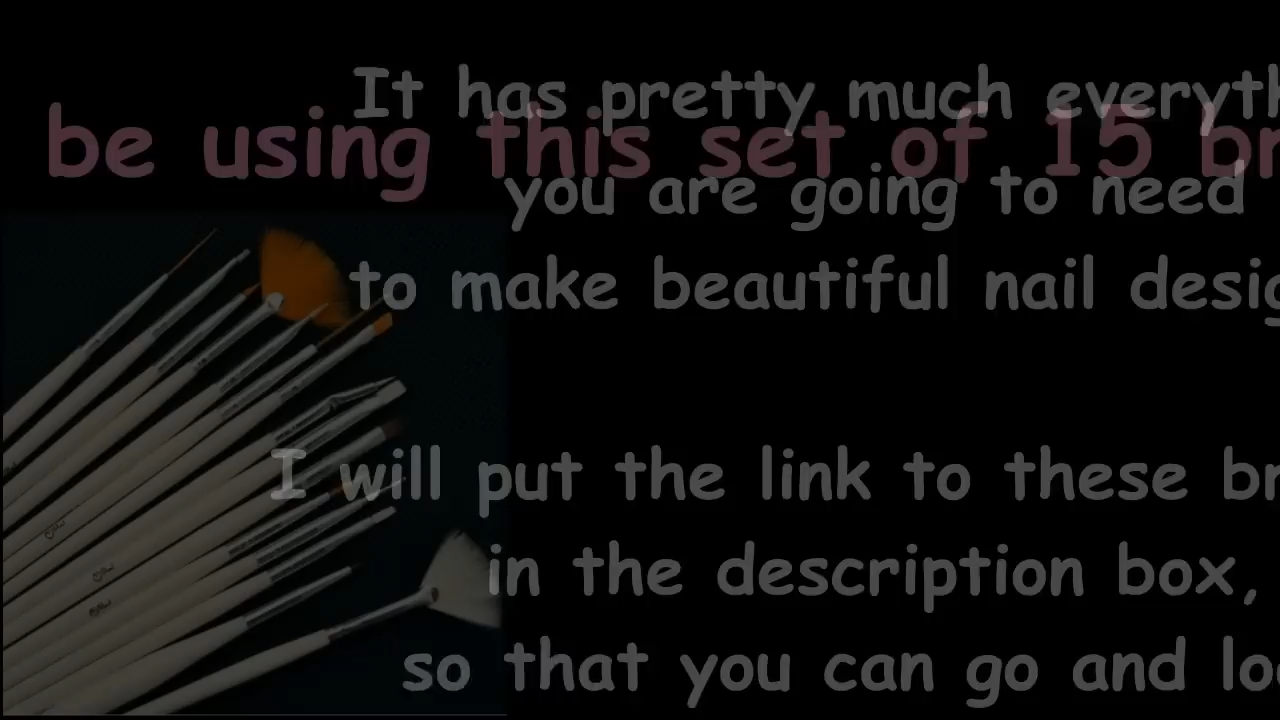 It has pretty much everyth
be using this set of 15 br
you are going to need
to make beautiful nail desig
I will put the link to these br
in the description box,
so that you can go and loo